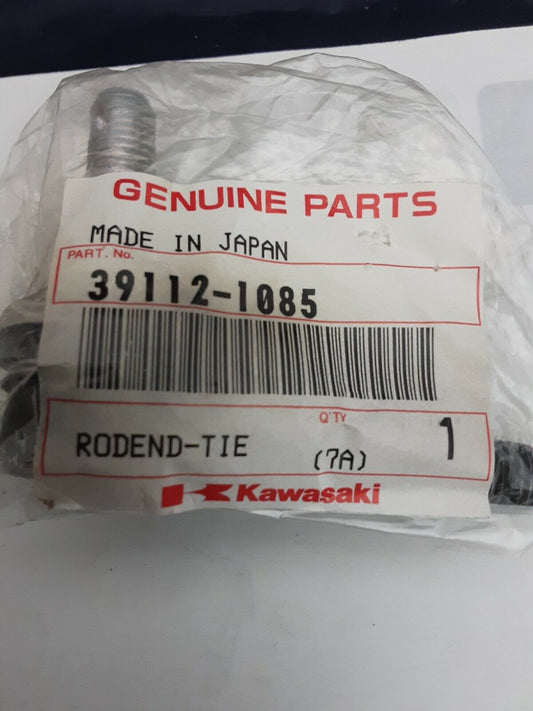 GENUINE PARTS
MADE IN JAPAN
PART. No.
39112-1085
Q'TY
RODEND-TIE (7A) 1
Kawasaki